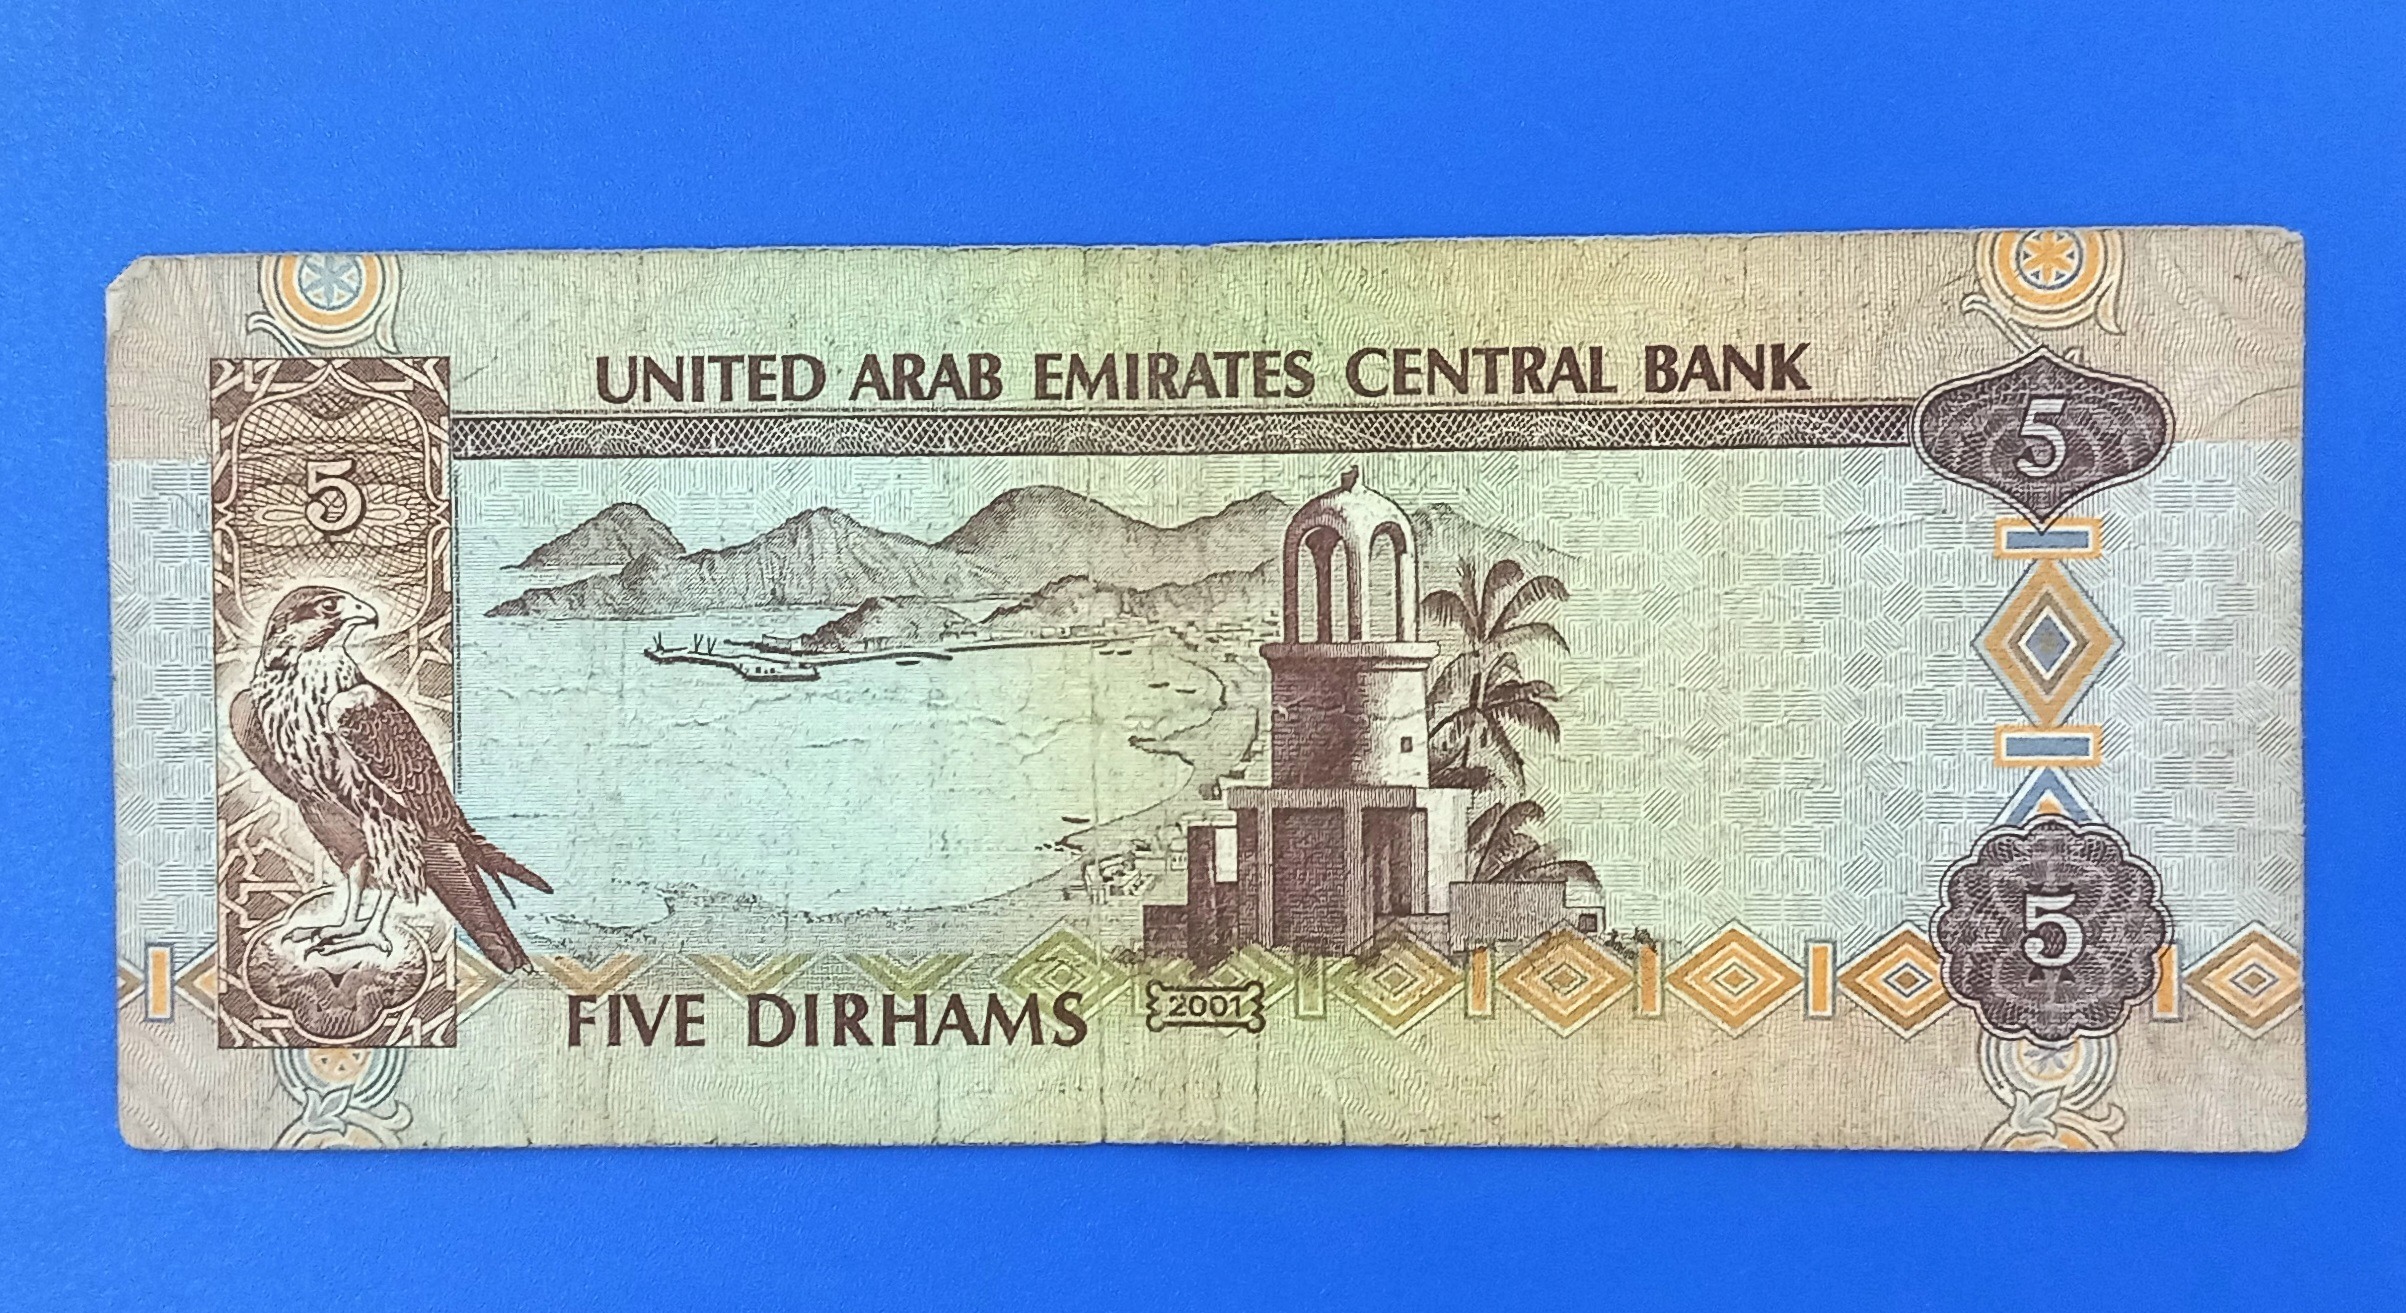 UNITED ARAB EMIRATES CENTRAL BANK
5
5
FIVE DIRHAMS
2001
5